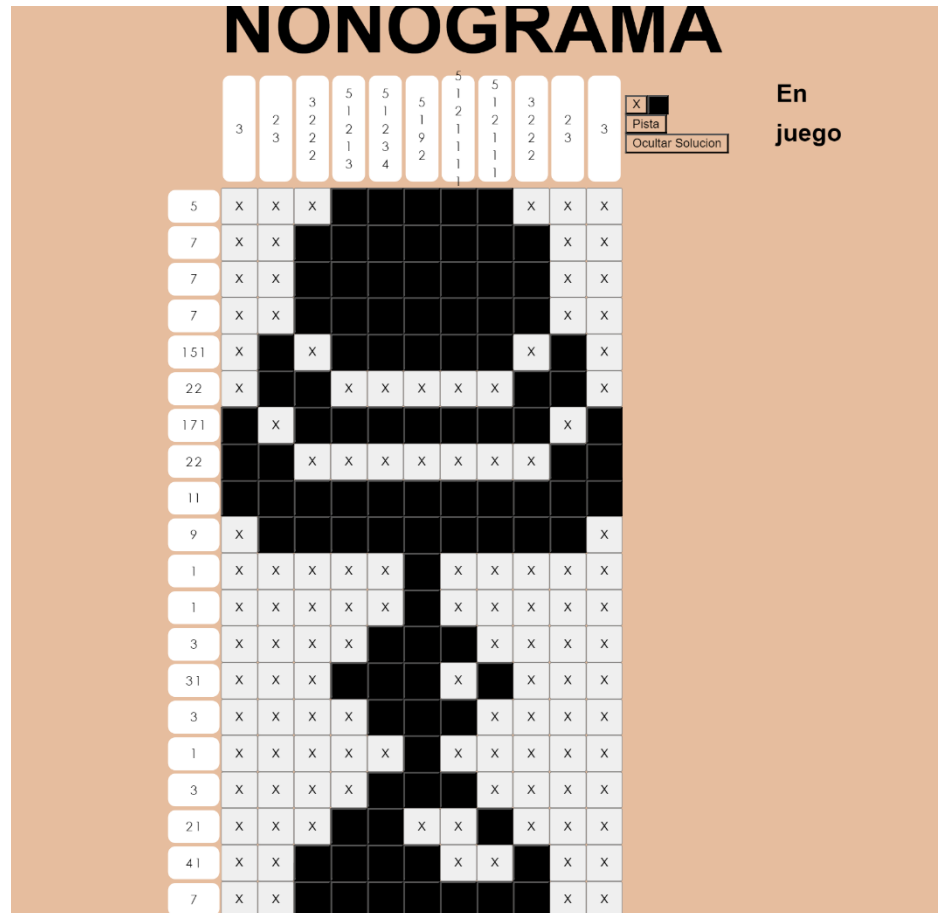 NONOGRAMA
3
2 3
3 2 2 2
5 1 2 1 3
5 1 2 3 4
5 1 9 2
5 1 2 1 1 1 1
5 1 2 1 1 1
3 2 2 2
2 3
3
X
Pista
Ocultar Solucion
En
juego
5 X X X X X X
7 X X X X
7 X X X X
7 X X X X
1 5 1 X X X X
2 2 X X X X X X X
1 7 1 X X
2 2 X X X X X X X
1 1
9 X X
1 X X X X X X X X X X
1 X X X X X X X X X X
3 X X X X X X X X
3 1 X X X X X X X
3 X X X X X X X X
1 X X X X X X X X X X
3 X X X X X X X X
2 1 X X X X X X X X
4 1 X X X X X X
7 X X X X